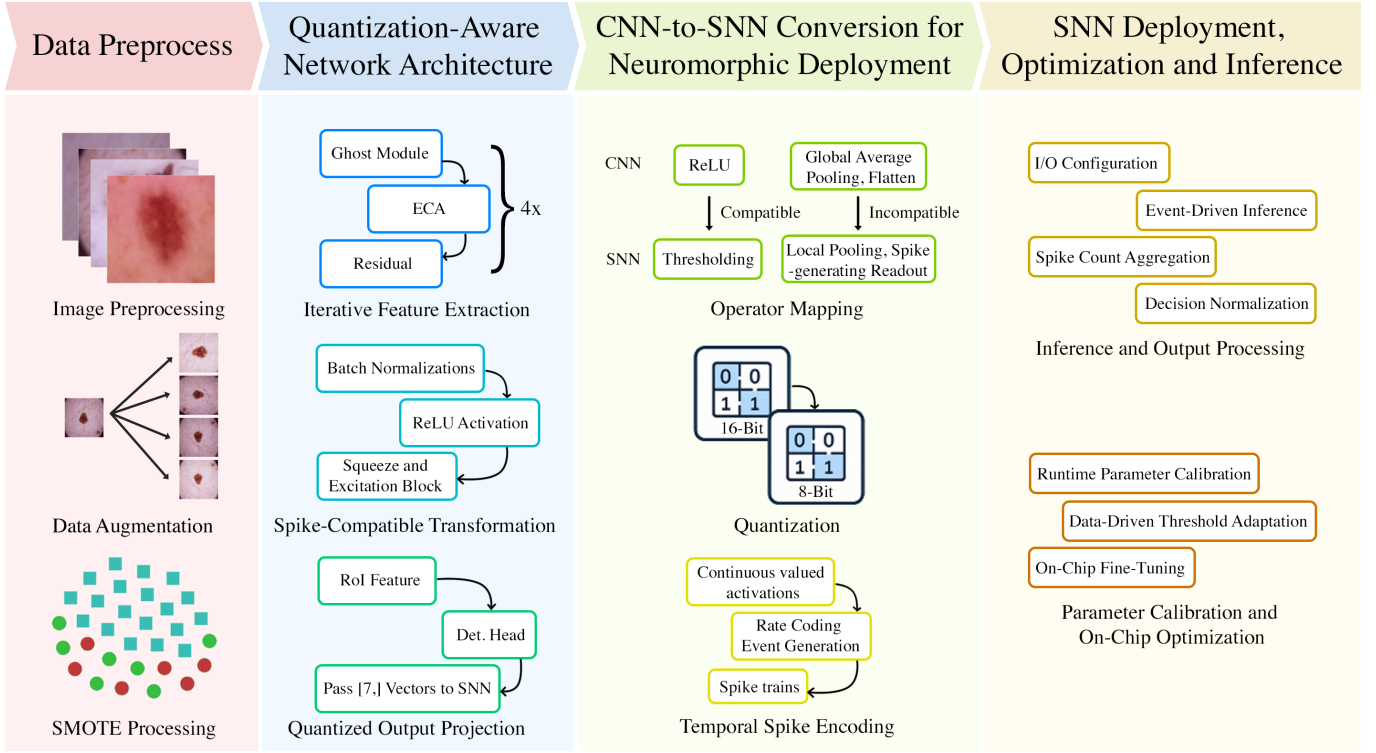 Data Preprocess
Quantization-Aware
Network Architecture
CNN-to-SNN Conversion for
Neuromorphic Deployment
SNN Deployment,
Optimization and Inference
Image Preprocessing
Data Augmentation
SMOTE Processing
Ghost Module
ECA
Residual
4x
Iterative Feature Extraction
Batch Normalizations
ReLU Activation
Squeeze and
Excitation Block
Spike-Compatible Transformation
RoI Feature
Det. Head
Pass [7,] Vectors to SNN
Quantized Output Projection
CNN
ReLU
Global Average
Pooling, Flatten
Compatible
Incompatible
SNN
Thresholding
Local Pooling, Spike
-generating Readout
Operator Mapping
0 0
1 1
16-Bit
0 0
1 1
8-Bit
Quantization
Continuous valued
activations
Rate Coding
Event Generation
Spike trains
Temporal Spike Encoding
I/O Configuration
Event-Driven Inference
Spike Count Aggregation
Decision Normalization
Inference and Output Processing
Runtime Parameter Calibration
Data-Driven Threshold Adaptation
On-Chip Fine-Tuning
Parameter Calibration and
On-Chip Optimization